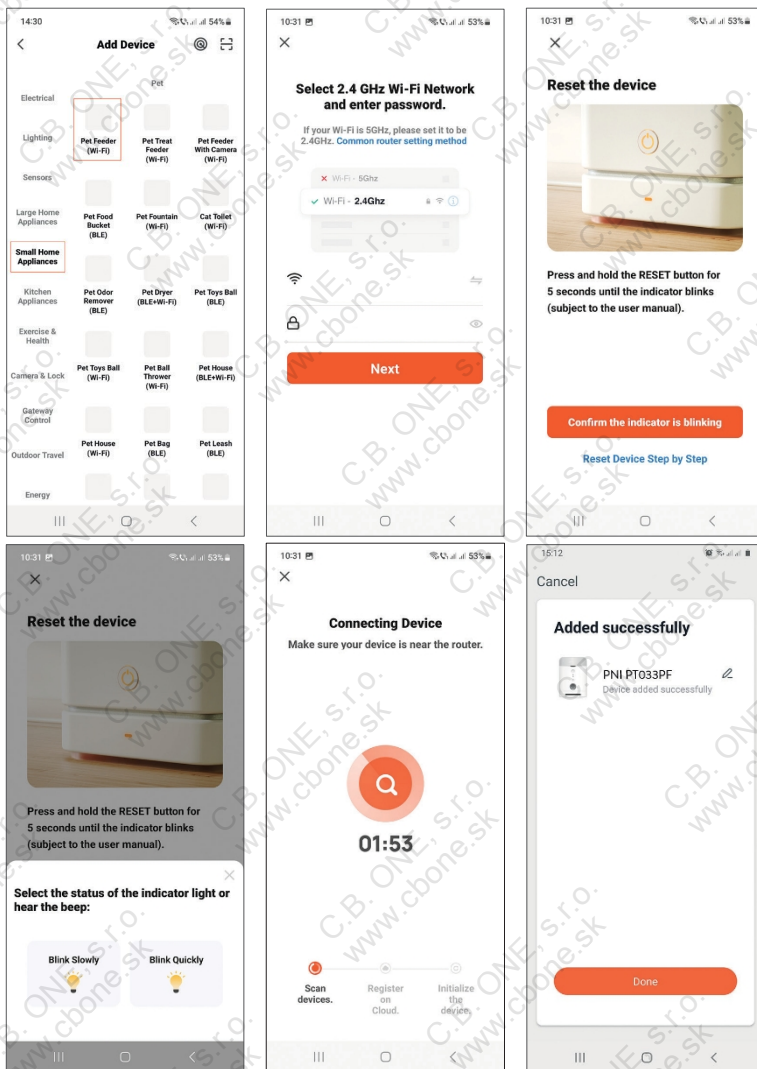 14:30
54%
Add Device
Pet
Electrical
Lighting
Sensors
Large Home
Appliances
Small Home
Appliances
Kitchen
Appliances
Exercise &
Health
Camera & Lock
Gateway
Control
Outdoor Travel
Energy
Pet Feeder
(Wi-Fi)
Pet Treat
Feeder
(Wi-Fi)
Pet Feeder
With Camera
(Wi-Fi)
Pet Food
Bucket
(BLE)
Pet Fountain
(Wi-Fi)
Cat Toilet
(Wi-Fi)
Pet Odor
Remover
(BLE)
Pet Dryer
(BLE+Wi-Fi)
Pet Toys Ball
(BLE)
Pet Toys Ball
(Wi-Fi)
Pet Ball
Thrower
(Wi-Fi)
Pet House
(BLE+Wi-Fi)
Pet House
(Wi-Fi)
Pet Bag
(BLE)
Pet Leash
(BLE)
10:31
53%
Select 2.4 GHz Wi-Fi Network
and enter password.
If your Wi-Fi is 5GHz, please set it to be
2.4GHz. Common router setting method
Wi-Fi - 5Ghz
Wi-Fi - 2.4Ghz
Next
10:31
53%
Reset the device
Press and hold the RESET button for
5 seconds until the indicator blinks
(subject to the user manual).
Confirm the indicator is blinking
Reset Device Step by Step
10:31
53%
Reset the device
Press and hold the RESET button for
5 seconds until the indicator blinks
(subject to the user manual).
Select the status of the indicator light or
hear the beep:
Blink Slowly
Blink Quickly
10:31
53%
Connecting Device
Make sure your device is near the router.
01:53
Scan
devices.
Register
on
Cloud.
Initialize
the
device.
15:12
Cancel
Added successfully
PNI PT033PF
Device added successfully
Done
C.B. ONE, s.r.o.
www.cbone.sk